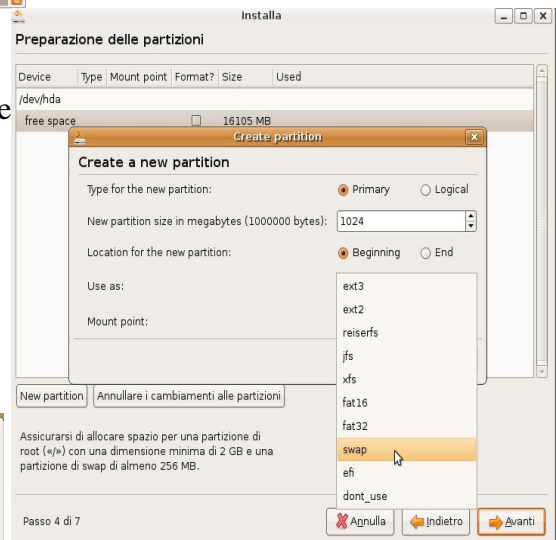 Installa
Preparazione delle partizioni
Device Type Mount point Format? Size Used
/dev/hda
e
free space 16105 MB
Create partition
Create a new partition
Type for the new partition: Primary Logical
New partition size in megabytes (1000000 bytes): 1024
Location for the new partition: Beginning End
Use as:
Mount point:
ext3
ext2
reiserfs
jfs
xfs
fat16
fat32
swap
efi
dont_use
New partition Annullare i cambiamenti alle partizioni
Assicurarsi di allocare spazio per una partizione di
root («/») con una dimensione minima di 2 GB e una
partizione di swap di almeno 256 MB.
Passo 4 di 7 Annulla Indietro Avanti